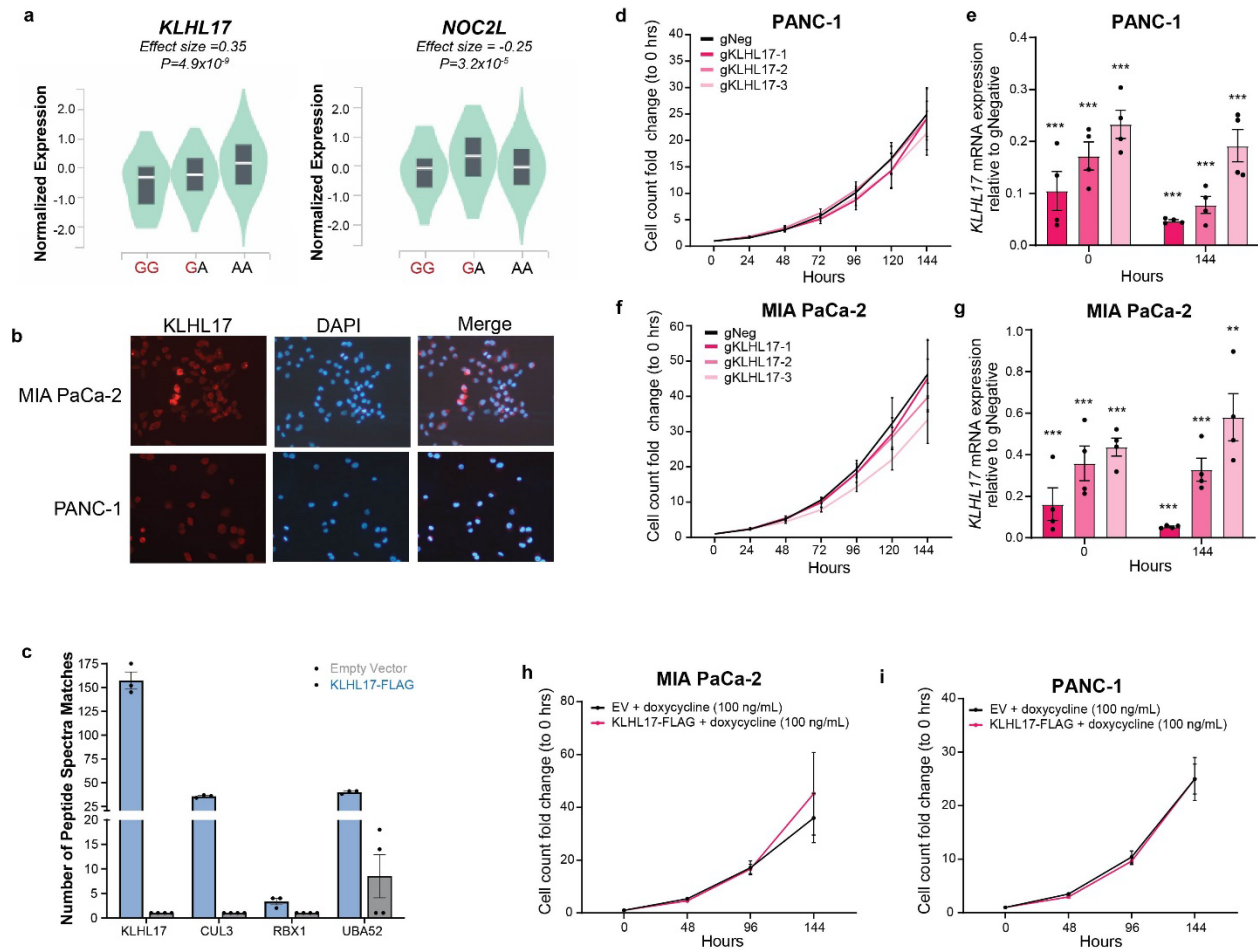 a
KLHL17
Effect size =0.35
P=4.9x10-9
Normalized Expression
2.0
1.0
0.0
-1.0
-2.0
GG GA AA
NOC2L
Effect size = -0.25
P=3.2x10-5
Normalized Expression
2.0
1.0
0.0
-1.0
-2.0
GG GA AA
b
KLHL17 DAPI Merge
MIA PaCa-2
PANC-1
c
Number of Peptide Spectra Matches
175
150
125
100
75
50
25
20
15
10
5
0
Empty Vector
KLHL17-FLAG
KLHL17 CUL3 RBX1 UBA52
d
PANC-1
Cell count fold change (to 0 hrs)
40
35
30
25
20
15
10
5
0
gNeg
gKLHL17-1
gKLHL17-2
gKLHL17-3
0 24 48 72 96 120 144
Hours
e
PANC-1
KLHL17 mRNA expression
relative to gNegative
0.4
0.3
0.2
0.1
0.0
*** *** *** *** *** ***
0 144
Hours
f
MIA PaCa-2
Cell count fold change (to 0 hrs)
60
50
40
30
20
10
0
gNeg
gKLHL17-1
gKLHL17-2
gKLHL17-3
0 24 48 72 96 120 144
Hours
g
MIA PaCa-2
KLHL17 mRNA expression
relative to gNegative
1.0
0.8
0.6
0.4
0.2
0.0
*** *** *** *** *** **
0 144
Hours
h
MIA PaCa-2
Cell count fold change (to 0 hrs)
80
60
40
20
0
EV + doxycycline (100 ng/mL)
KLHL17-FLAG + doxycycline (100 ng/mL)
0 48 96 144
Hours
i
PANC-1
Cell count fold change (to 0 hrs)
40
30
20
10
0
EV + doxycycline (100 ng/mL)
KLHL17-FLAG + doxycycline (100 ng/mL)
0 48 96 144
Hours